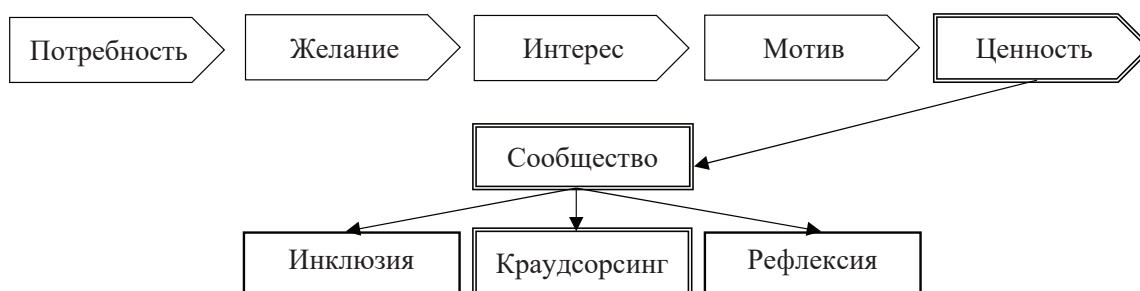 Потребность Желание Интерес Мотив Ценность
Сообщество
Инклюзия Краудсорсинг Рефлексия